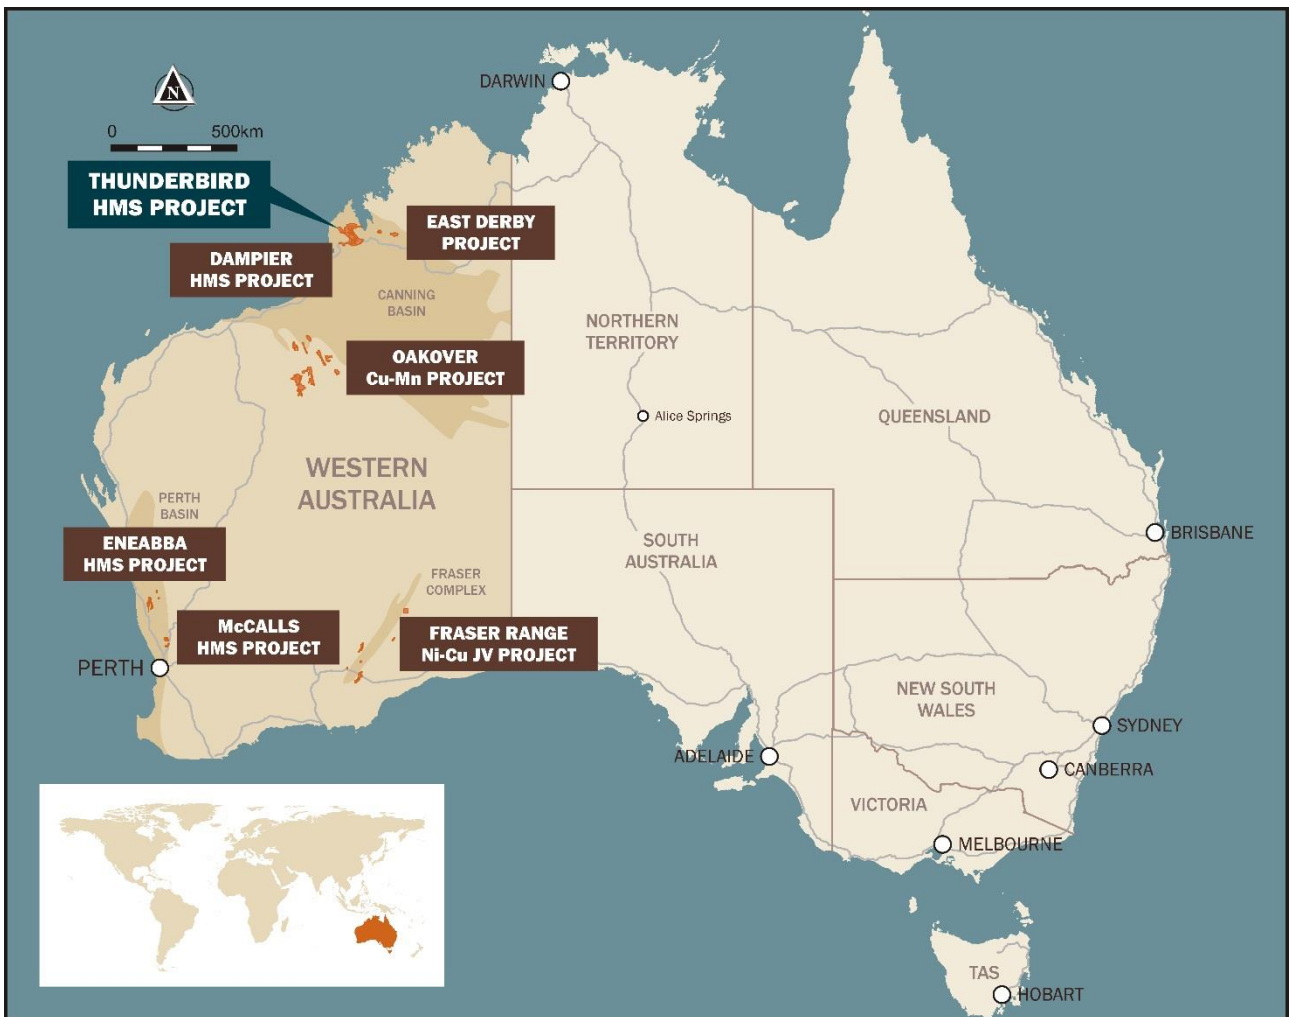 DARWIN
N
0 500km
THUNDERBIRD
HMS PROJECT
EAST DERBY
PROJECT
DAMPIER
HMS PROJECT
CANNING
BASIN
NORTHERN
TERRITORY
OAKOVER
Cu-Mn PROJECT
Alice Springs
QUEENSLAND
WESTERN
AUSTRALIA
PERTH
BASIN
ENEABBA
HMS PROJECT
SOUTH
AUSTRALIA
BRISBANE
FRASER
COMPLEX
McCALLS
HMS PROJECT
FRASER RANGE
Ni-Cu JV PROJECT
PERTH
NEW SOUTH
WALES
SYDNEY
ADELAIDE
CANBERRA
VICTORIA
MELBOURNE
TAS
HOBART